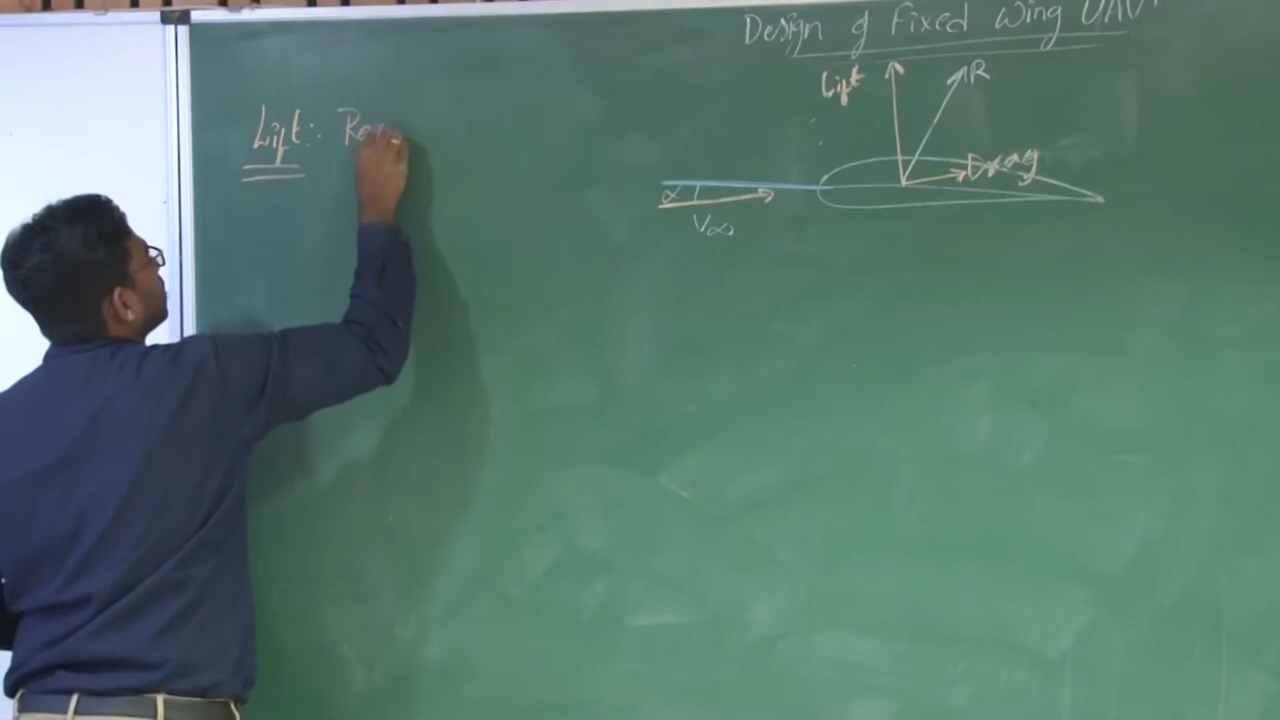 Design of Fixed Wing UAV
Lift
R
Lift: Re
Drag
α
V∞